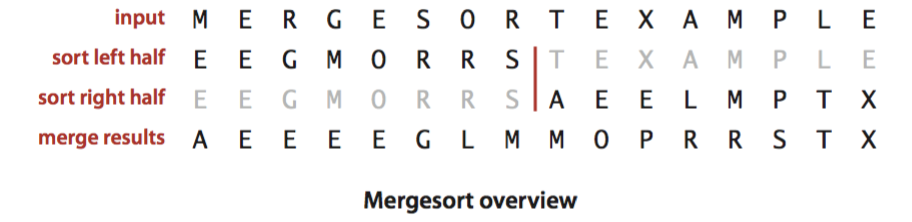 input M E R G E S O R T E X A M P L E
sort left half E E G M O R R S T E X A M P L E
sort right half E E G M O R R S A E E L M P T X
merge results A E E E E G L M M O P R R S T X
Mergesort overview